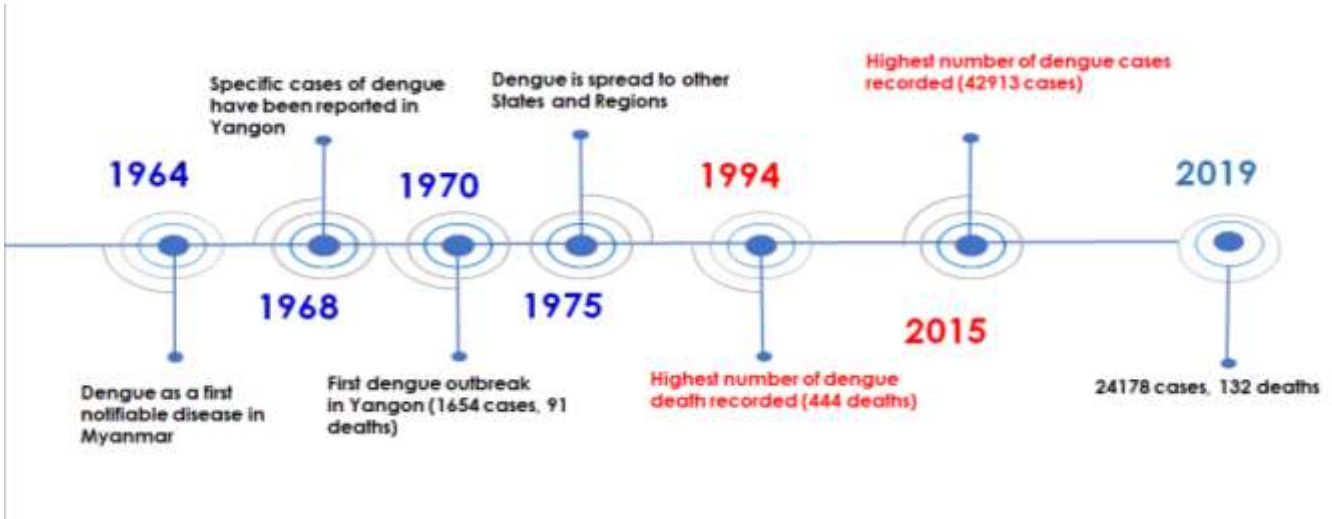 1964
Dengue as a first
notifiable disease in
Myanmar
Specific cases of dengue
have been reported in
Yangon
1968
1970
First dengue outbreak
in Yangon (1654 cases, 91
deaths)
Dengue is spread to other
States and Regions
1975
1994
Highest number of dengue
death recorded (444 deaths)
Highest number of dengue cases
recorded (42913 cases)
2015
2019
24178 cases, 132 deaths